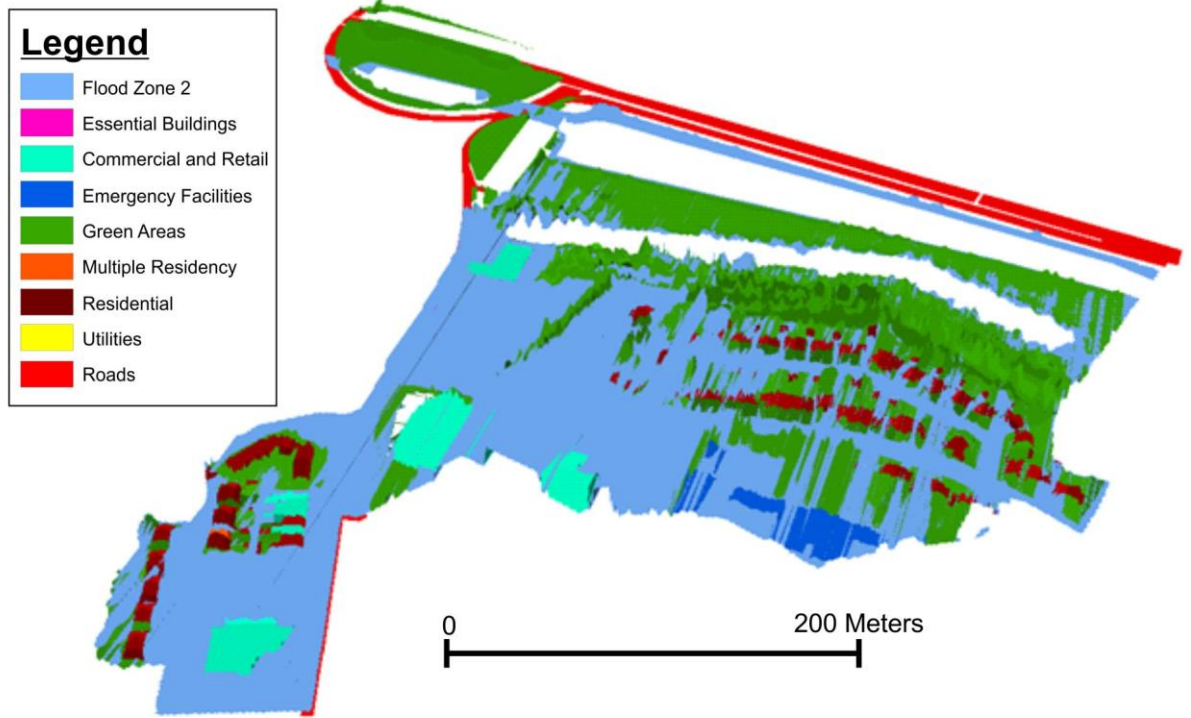 Legend
Flood Zone 2
Essential Buildings
Commercial and Retail
Emergency Facilities
Green Areas
Multiple Residency
Residential
Utilities
Roads
0
200 Meters